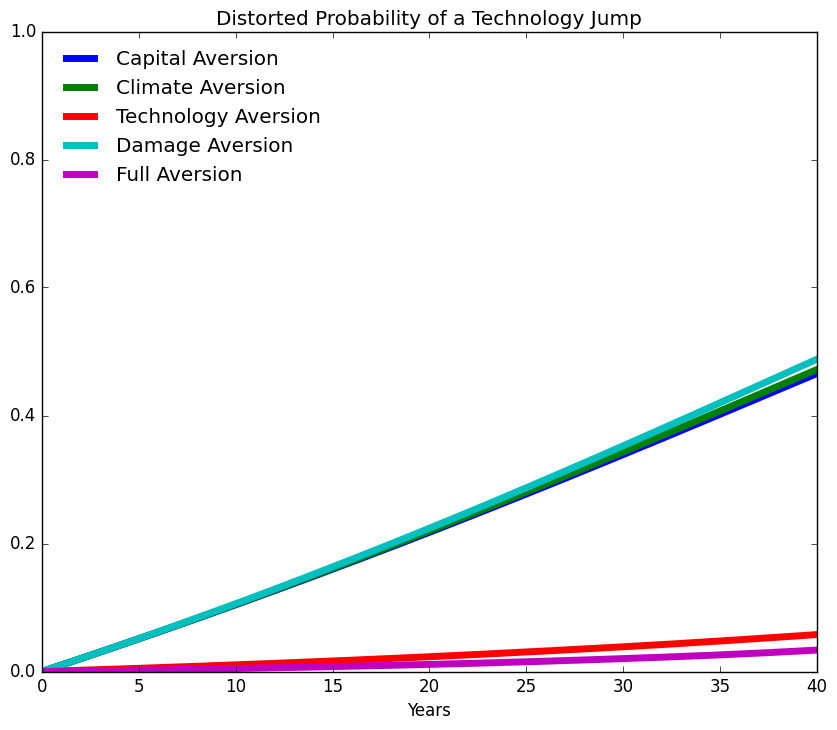 Distorted Probability of a Technology Jump
1.0
Capital Aversion
Climate Aversion
Technology Aversion
Damage Aversion
Full Aversion
0.8
0.6
0.4
0.2
0.0
0 5 10 15 20 25 30 35 40
Years